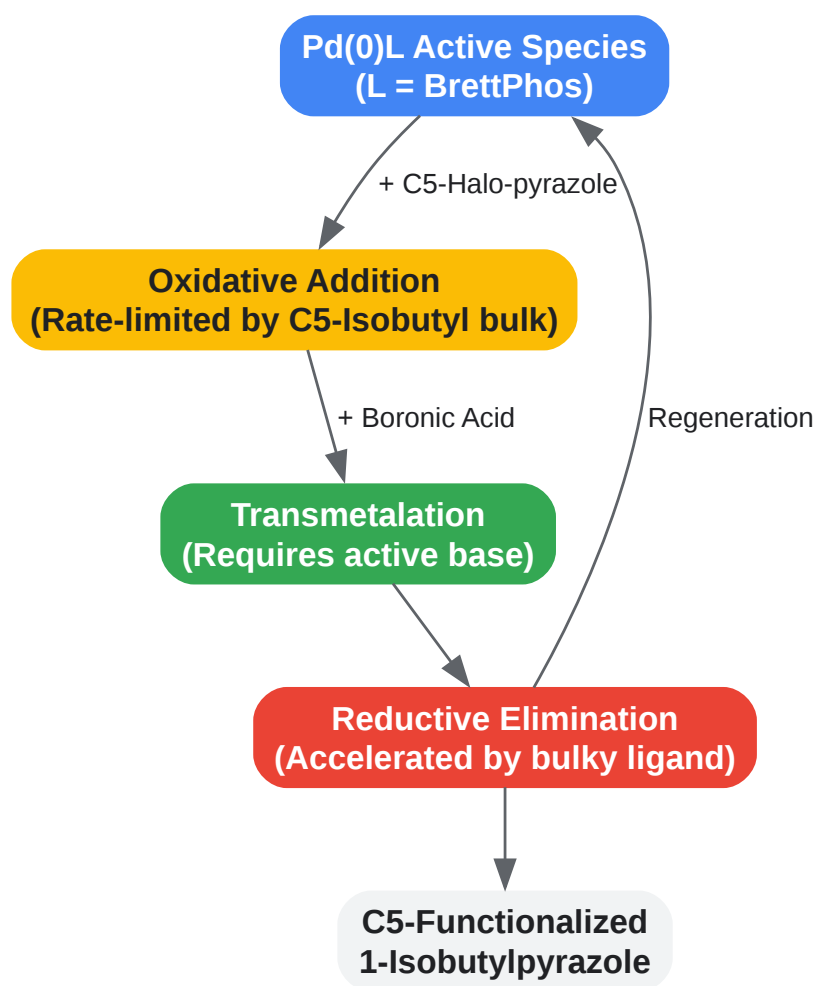 Pd(0)L Active Species
(L = BrettPhos)
+ C5-Halo-pyrazole
Oxidative Addition
(Rate-limited by C5-Isobutyl bulk)
+ Boronic Acid
Regeneration
Transmetalation
(Requires active base)
Reductive Elimination
(Accelerated by bulky ligand)
C5-Functionalized
1-Isobutylpyrazole